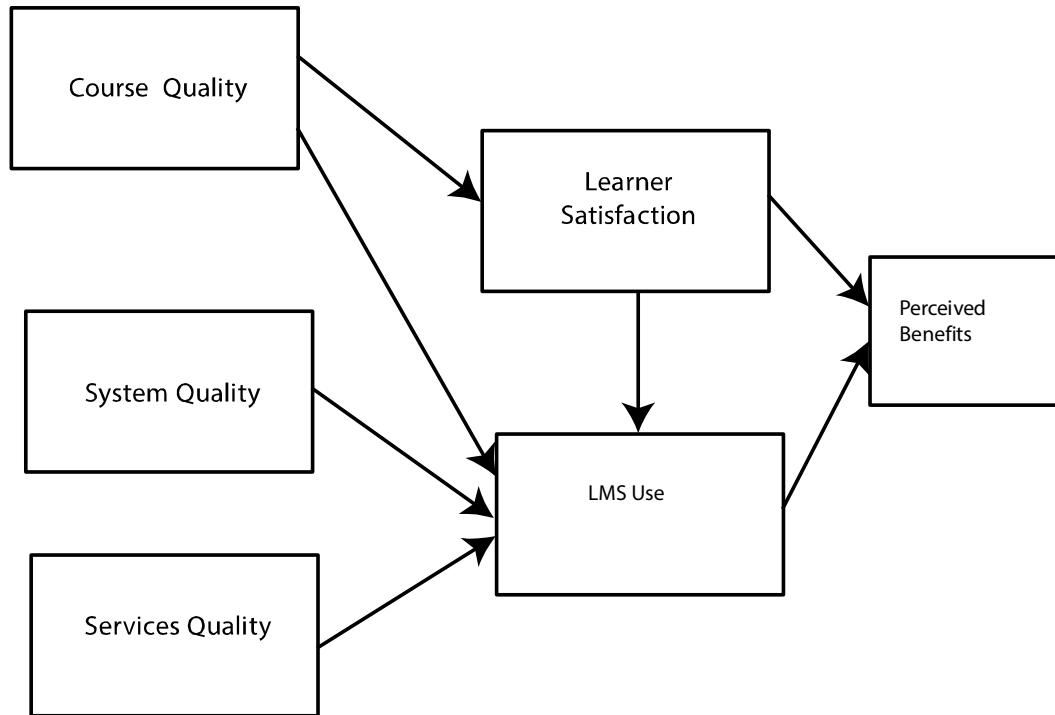 Course Quality
Learner
Satisfaction
Perceived
Benefits
System Quality
LMS Use
Services Quality